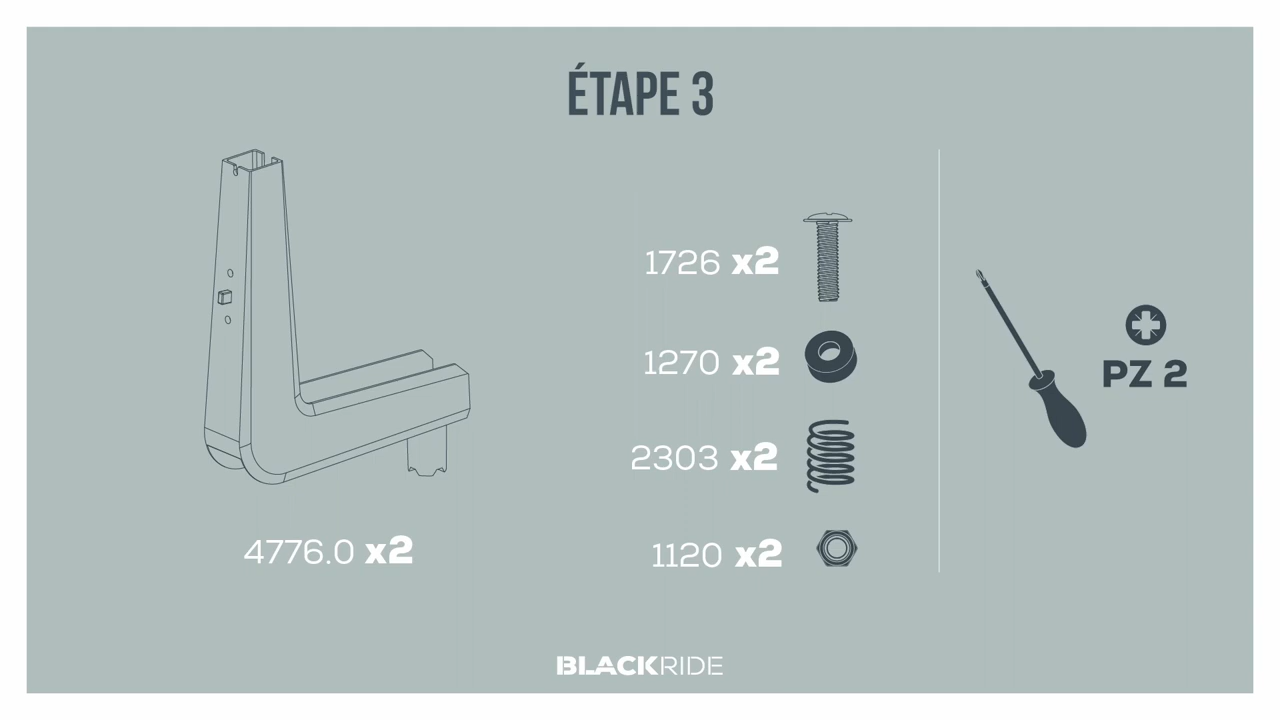 ÉTAPE 3
1726 x2
1270 x2
2303 x2
1120 x2
4776.0 x2
PZ 2
BLACKRIDE